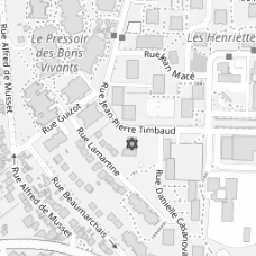 Rue Alfred de Musset
Le Pressoir
des Bons
Vivants
Les Henriette
Rue Jean Maté
Rue Guizot
Rue Jean-Pierre Timbaud
Rue Lamartine
Rue Alfred de Musset
Rue Beaumarchais
Rue Danielle Casanova